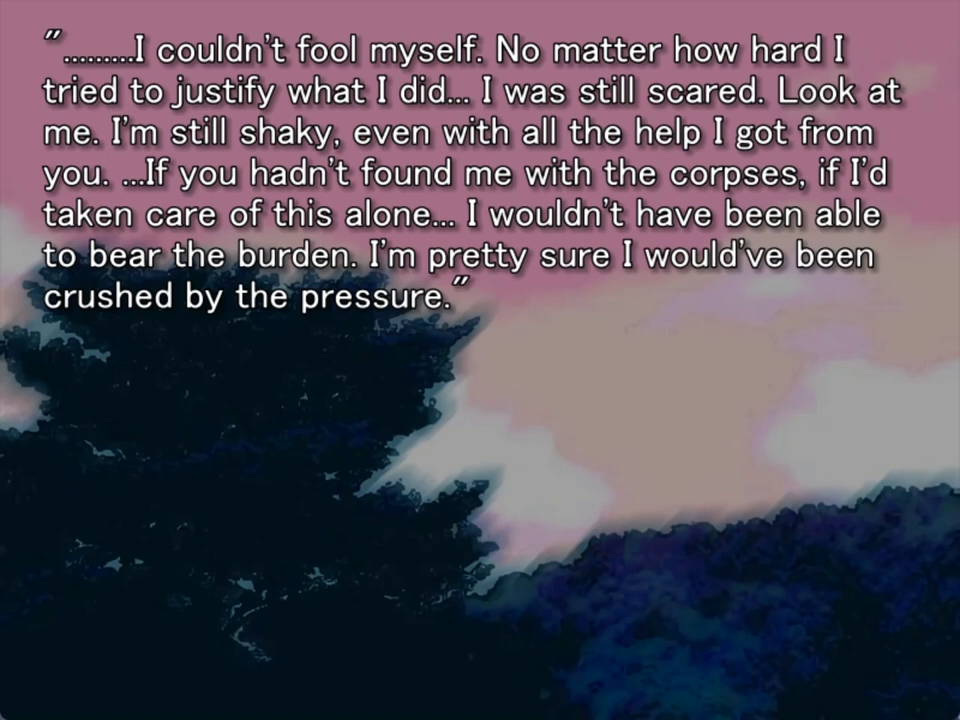 ".........I couldn't fool myself. No matter how hard I
tried to justify what I did... I was still scared. Look at
me. I'm still shaky, even with all the help I got from
you. ...If you hadn't found me with the corpses, if I'd
taken care of this alone... I wouldn't have been able
to bear the burden. I'm pretty sure I would've been
crushed by the pressure."